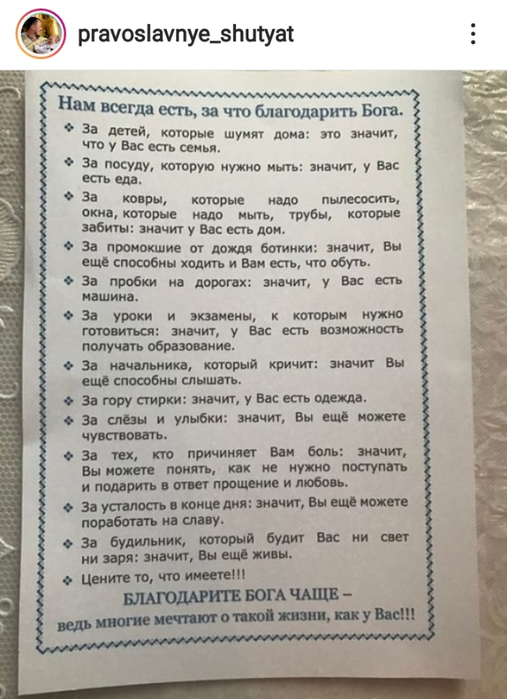 pravoslavnye_shutyat
Нам всегда есть, за что благодарить Бога.
❖ За детей, которые шумят дома: это значит,
что у Вас есть семья.
❖ За посуду, которую нужно мыть: значит, у Вас
есть еда.
❖ За ковры, которые надо пылесосить,
окна, которые надо мыть, трубы, которые
забиты: значит у Вас есть дом.
❖ За промокшие от дождя ботинки: значит, Вы
ещё способны ходить и Вам есть, что обуть.
❖ За пробки на дорогах: значит, у Вас есть
машина.
❖ За уроки и экзамены, к которым нужно
готовиться: значит, у Вас есть возможность
получать образование.
❖ За начальника, который кричит: значит Вы
ещё способны слышать.
❖ За гору стирки: значит, у Вас есть одежда.
❖ За слёзы и улыбки: значит, Вы ещё можете
чувствовать.
❖ За тех, кто причиняет Вам боль: значит,
Вы можете понять, как не нужно поступать
и подарить в ответ прощение и любовь.
❖ За усталость в конце дня: значит, Вы ещё можете
поработать на славу.
❖ За будильник, который будит Вас ни свет
ни заря: значит, Вы ещё живы.
❖ Цените то, что имеете!!!
БЛАГОДАРИТЕ БОГА ЧАЩЕ –
ведь многие мечтают о такой жизни, как у Вас!!!